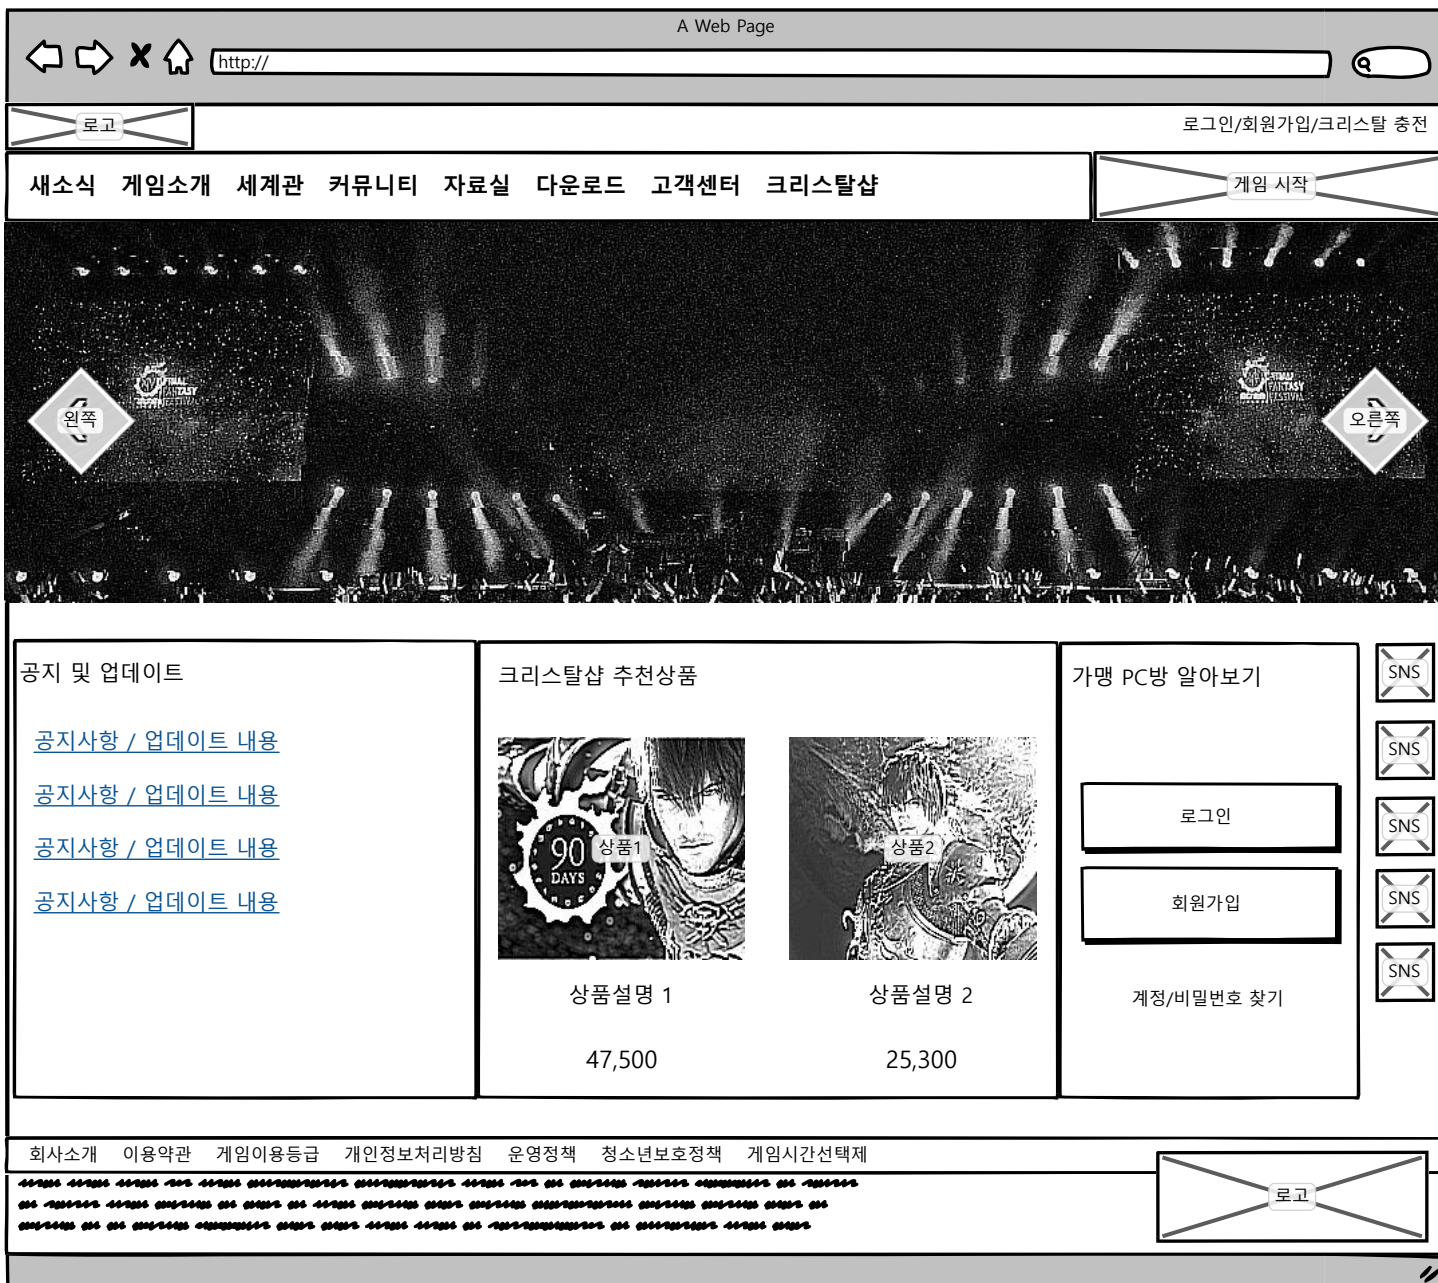 A Web Page
http://
로고
로그인/회원가입/크리스탈 충전
새소식 게임소개 세계관 커뮤니티 자료실 다운로드 고객센터 크리스탈샵
게임 시작
FINAL FANTASY
FINAL FANTASY FESTIVAL
왼쪽
오른쪽
공지 및 업데이트
공지사항 / 업데이트 내용
공지사항 / 업데이트 내용
공지사항 / 업데이트 내용
공지사항 / 업데이트 내용
크리스탈샵 추천상품
90
DAYS
상품1
상품2
상품설명 1
상품설명 2
47,500
25,300
가맹 PC방 알아보기
로그인
회원가입
계정/비밀번호 찾기
SNS
SNS
SNS
SNS
SNS
회사소개 이용약관 게임이용등급 개인정보처리방침 운영정책 청소년보호정책 게임시간선택제
로고